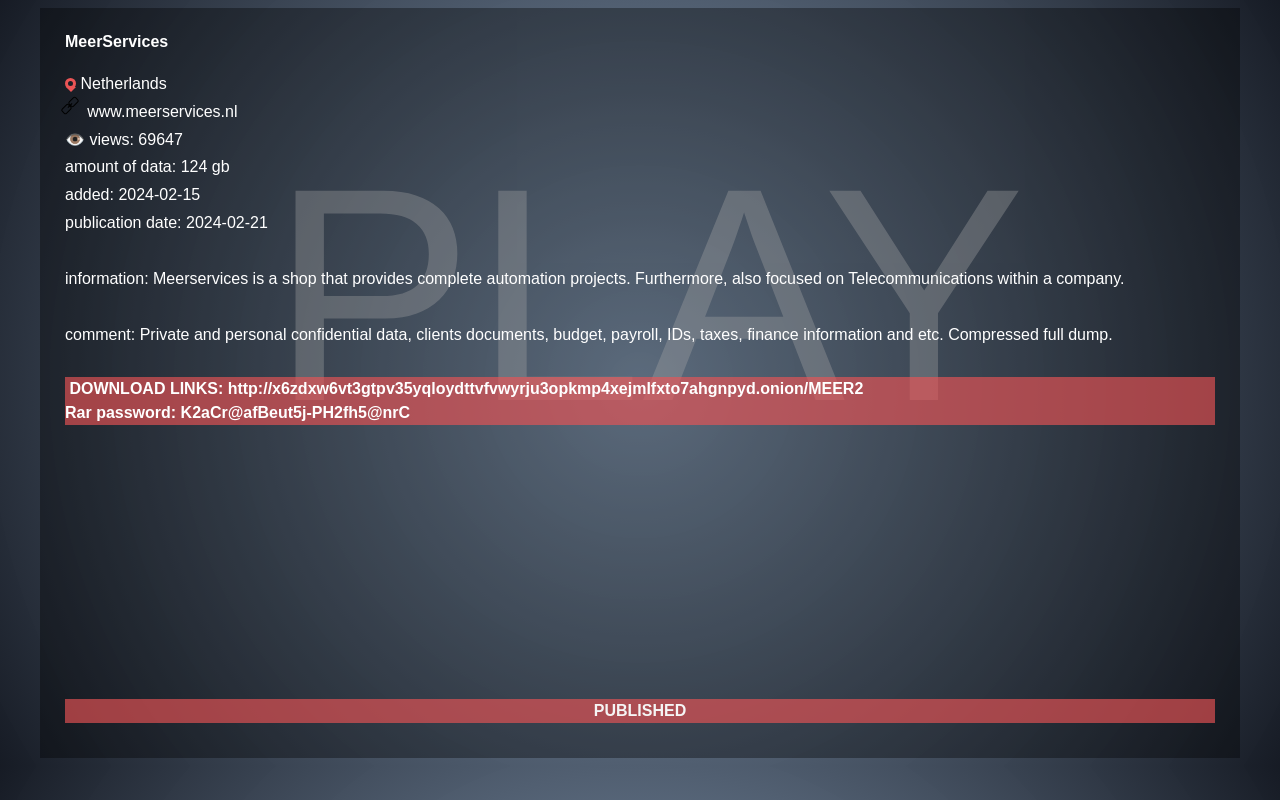 PLAY
MeerServices
Netherlands
www.meerservices.nl
views: 69647
amount of data: 124 gb
added: 2024-02-15
publication date: 2024-02-21
information: Meerservices is a shop that provides complete automation projects. Furthermore, also focused on Telecommunications within a company.
comment: Private and personal confidential data, clients documents, budget, payroll, IDs, taxes, finance information and etc. Compressed full dump.
DOWNLOAD LINKS: http://x6zdxw6vt3gtpv35yqloydttvfvwyrju3opkmp4xejmlfxto7ahgnpyd.onion/MEER2
Rar password: K2aCr@afBeut5j-PH2fh5@nrC
PUBLISHED